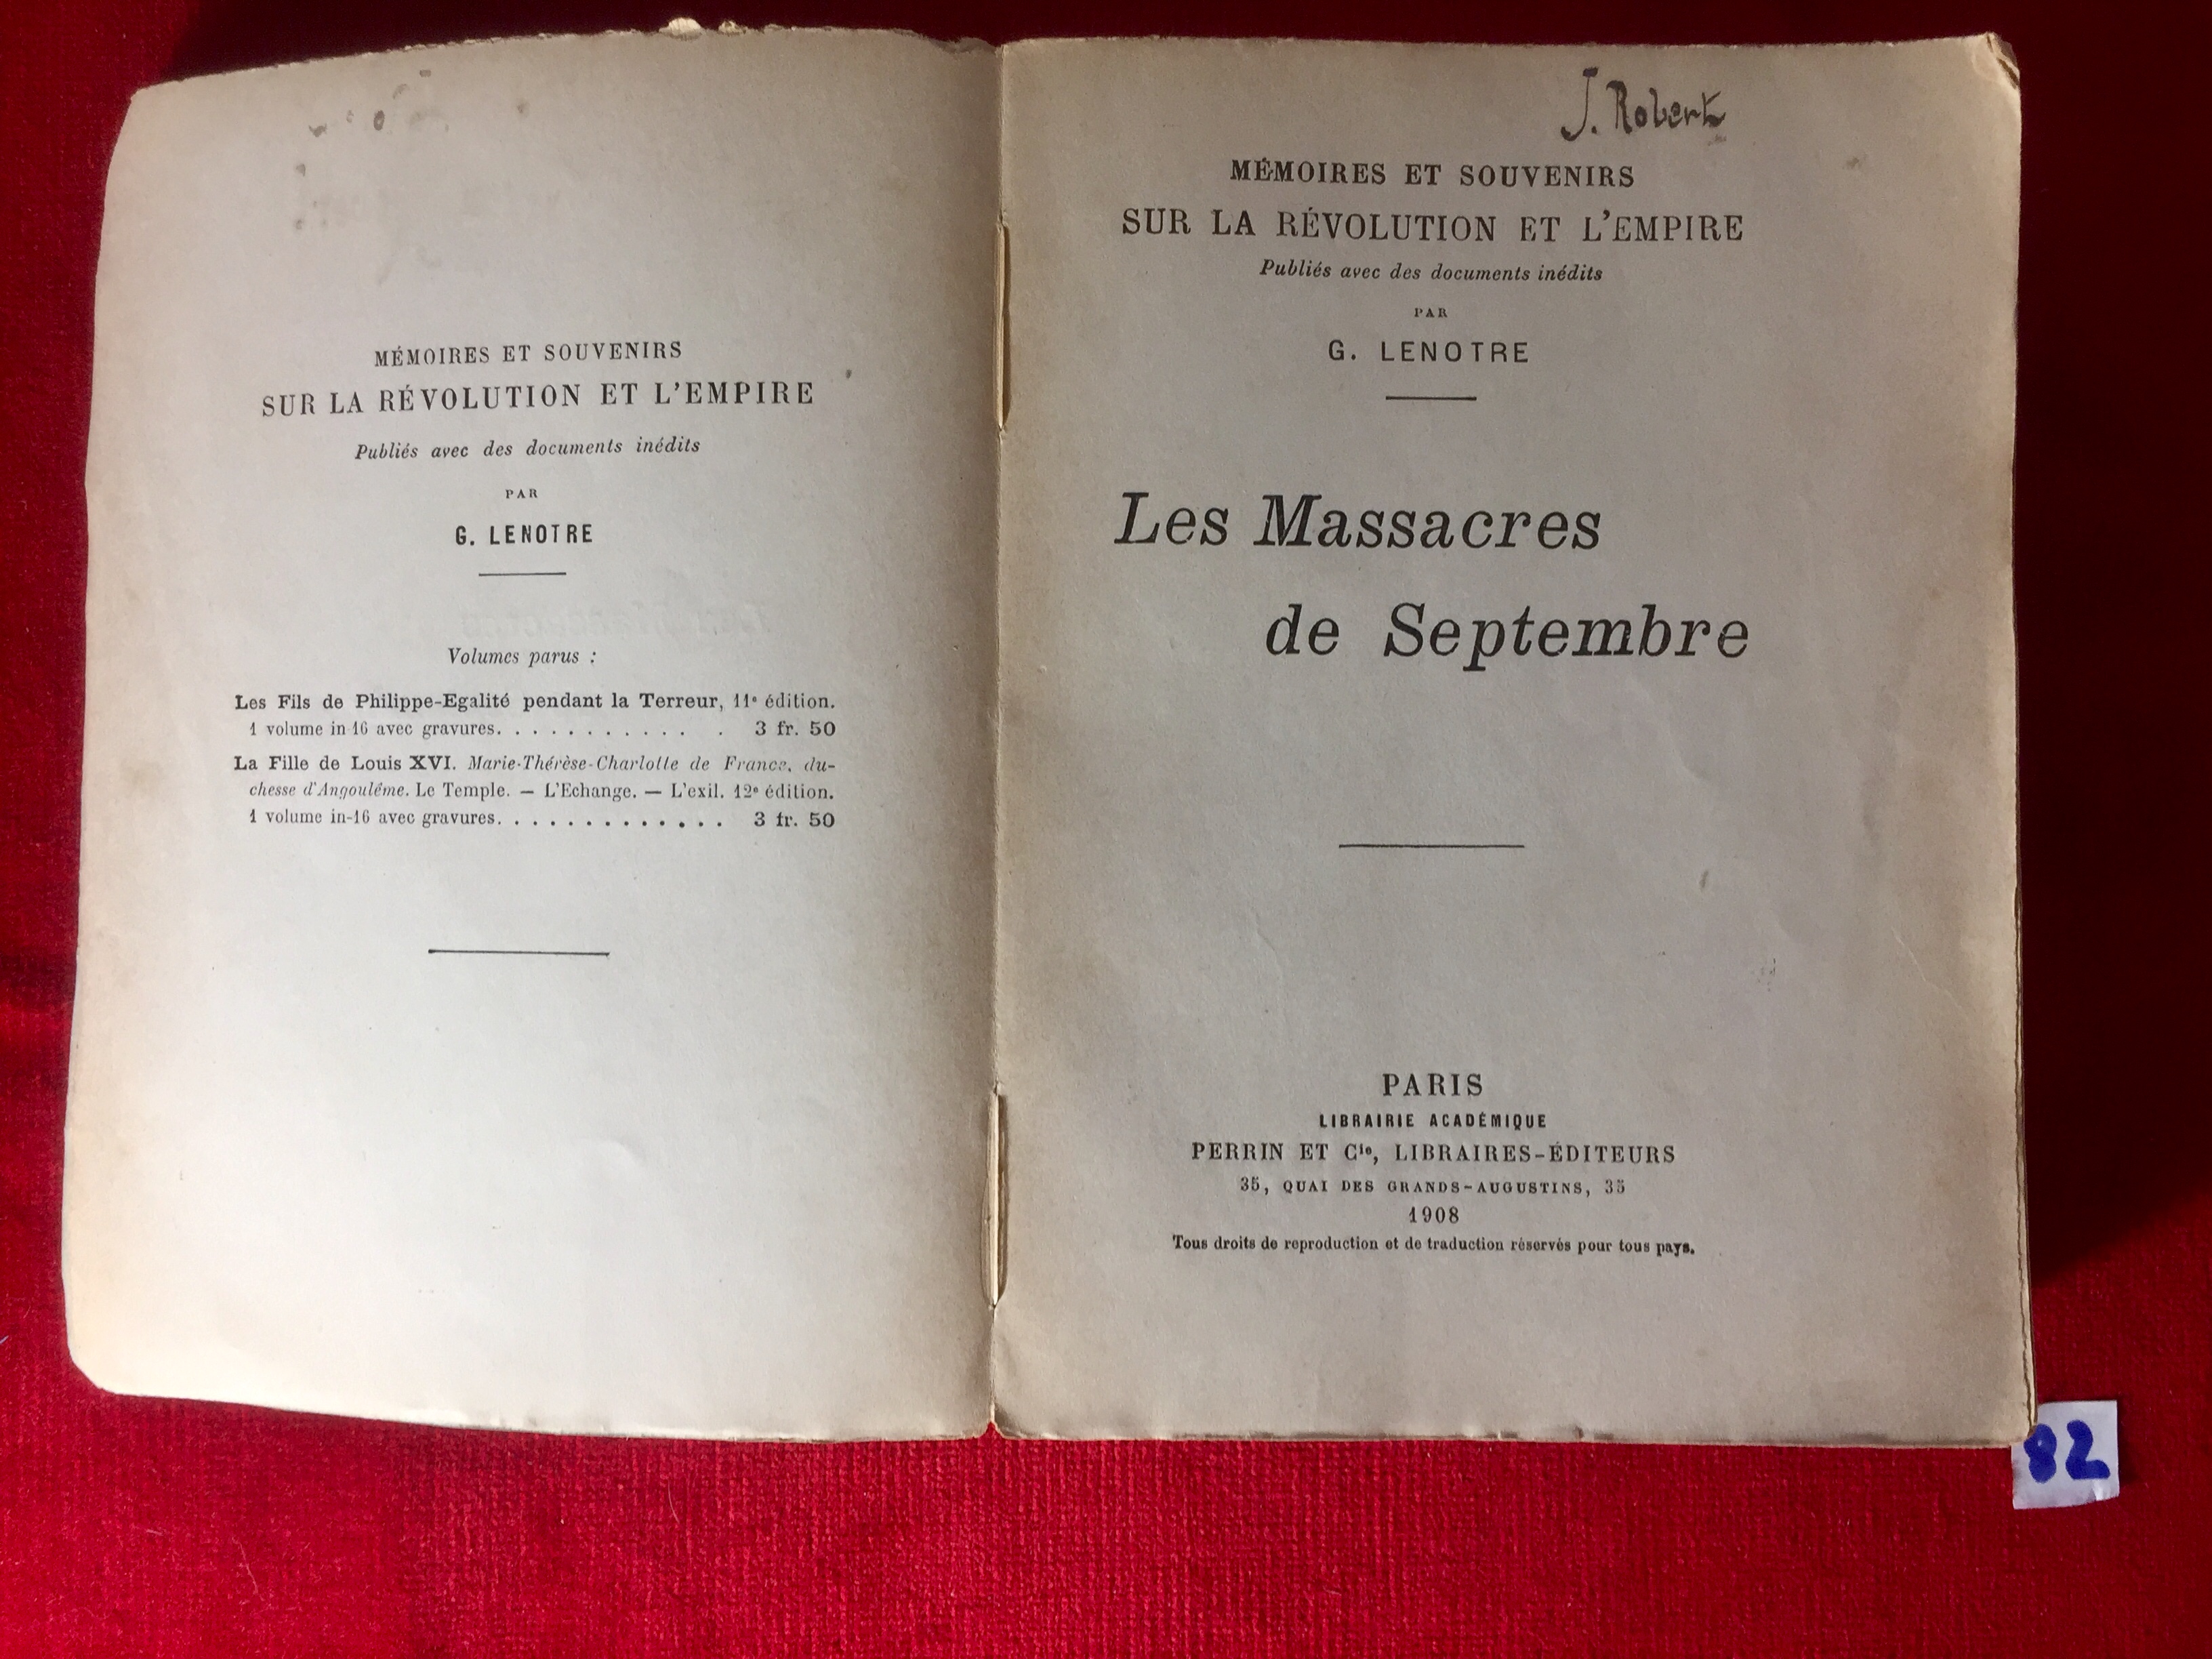 MÉMOIRES ET SOUVENIRS
SUR LA RÉVOLUTION ET L'EMPIRE
Publiés avec des documents inédits
PAR
G. LENOTRE
Volumes parus :
Les Fils de Philippe-Egalité pendant la Terreur, 11e édition.
1 volume in-16 avec gravures. . . . . . . . . . . . 3 fr. 50
La Fille de Louis XVI. Marie-Thérèse-Charlotte de France, du-
chesse d'Angoulême. Le Temple. — L'Echange. — L'exil. 12e édition.
1 volume in-16 avec gravures. . . . . . . . . . . . . 3 fr. 50
J. Robert
MÉMOIRES ET SOUVENIRS
SUR LA RÉVOLUTION ET L'EMPIRE
Publiés avec des documents inédits
PAR
G. LENOTRE
Les Massacres
de Septembre
PARIS
LIBRAIRIE ACADÉMIQUE
PERRIN ET Cie, LIBRAIRES-ÉDITEURS
35, QUAI DES GRANDS-AUGUSTINS, 35
1908
Tous droits de reproduction et de traduction réservés pour tous pays.
82